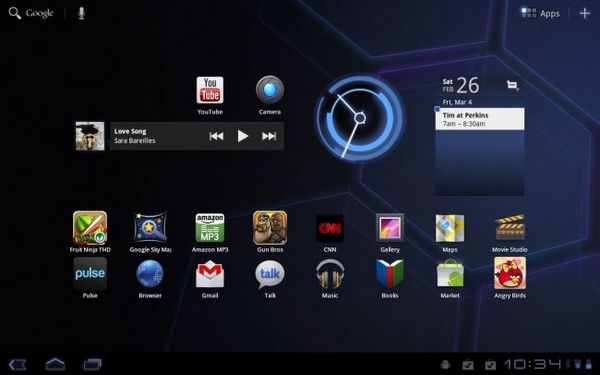 Google
Apps
You
Tube
YouTube
Camera
Sat
FEB
26
Fri, Mar 4
Tim at Perkins
7am – 8:30am
Love Song
Sara Bareilles
amazon
MP3
CNN
Fruit Ninja THD
Google Sky Map
Amazon MP3
Gun Bros
CNN
Gallery
Maps
Movie Studio
pulse
talk
Pulse
Browser
Gmail
Talk
Music
Books
Market
Angry Birds
10:34